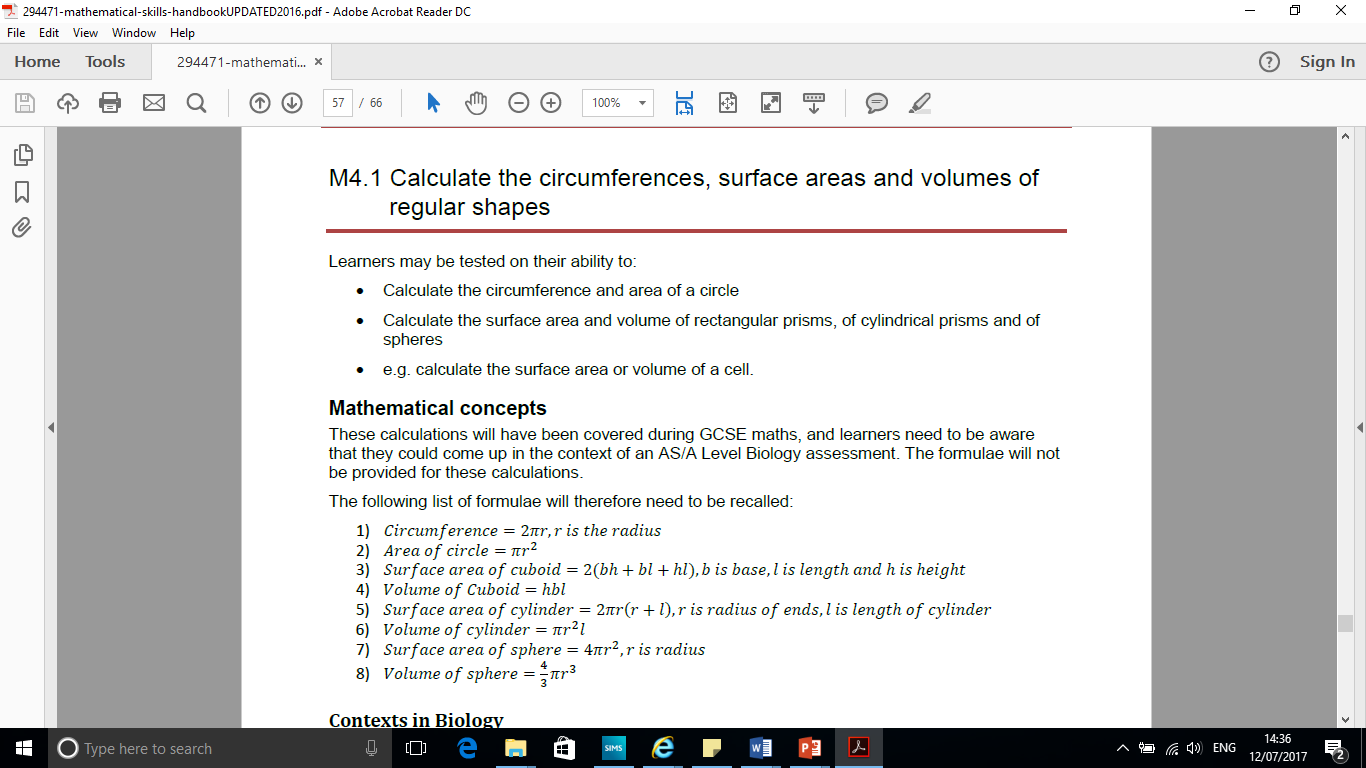 294471-mathematical-skills-handbookUPDATED2016.pdf - Adobe Acrobat Reader DC
File Edit View Window Help
Home Tools 294471-mathemati... × ? Sign In
57 / 66 100%
M4.1 Calculate the circumferences, surface areas and volumes of
regular shapes
Learners may be tested on their ability to:
• Calculate the circumference and area of a circle
• Calculate the surface area and volume of rectangular prisms, of cylindrical prisms and of
spheres
• e.g. calculate the surface area or volume of a cell.
Mathematical concepts
These calculations will have been covered during GCSE maths, and learners need to be aware
that they could come up in the context of an AS/A Level Biology assessment. The formulae will not
be provided for these calculations.
The following list of formulae will therefore need to be recalled:
1) Circumference = 2πr, r is the radius
2) Area of circle = πr²
3) Surface area of cuboid = 2(bh + bl + hl), b is base, l is length and h is height
4) Volume of Cuboid = hbl
5) Surface area of cylinder = 2πr(r + l), r is radius of ends, l is length of cylinder
6) Volume of cylinder = πr²l
7) Surface area of sphere = 4πr², r is radius
8) Volume of sphere = 4/3 πr³
Contexts in Biology
Type here to search
SIMS
ENG
14:36
12/07/2017
2